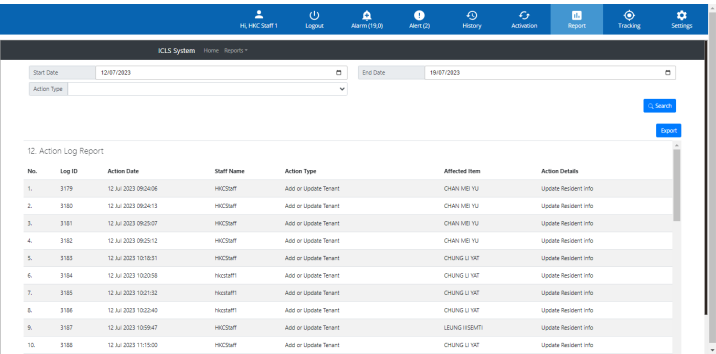 Hi, HKC Staff 1 Logout Alarm (19,0) Alert (2) History Activation Report Tracking Settings
ICLS System Home Reports
Start Date 12/07/2023 End Date 19/07/2023
Action Type
Search
Export
12. Action Log Report
No. Log ID Action Date Staff Name Action Type Affected Item Action Details
1. 3179 12 Jul 2023 09:24:06 HKCStaff Add or Update Tenant CHAN MEI YU Update Resident Info
2. 3180 12 Jul 2023 09:24:13 HKCStaff Add or Update Tenant CHAN MEI YU Update Resident Info
3. 3181 12 Jul 2023 09:25:07 HKCStaff Add or Update Tenant CHAN MEI YU Update Resident Info
4. 3182 12 Jul 2023 09:25:12 HKCStaff Add or Update Tenant CHAN MEI YU Update Resident Info
5. 3183 12 Jul 2023 10:18:31 HKCStaff Add or Update Tenant CHUNG LI YAT Update Resident Info
6. 3184 12 Jul 2023 10:20:58 hkcstaff1 Add or Update Tenant CHUNG LI YAT Update Resident Info
7. 3185 12 Jul 2023 10:21:32 hkcstaff1 Add or Update Tenant CHUNG LI YAT Update Resident Info
8. 3186 12 Jul 2023 10:22:40 hkcstaff1 Add or Update Tenant CHUNG LI YAT Update Resident Info
9. 3187 12 Jul 2023 10:59:47 HKCStaff Add or Update Tenant LEUNG Update Resident Info
10. 3188 12 Jul 2023 11:15:00 HKCStaff Add or Update Tenant CHUNG LI YAT Update Resident Info